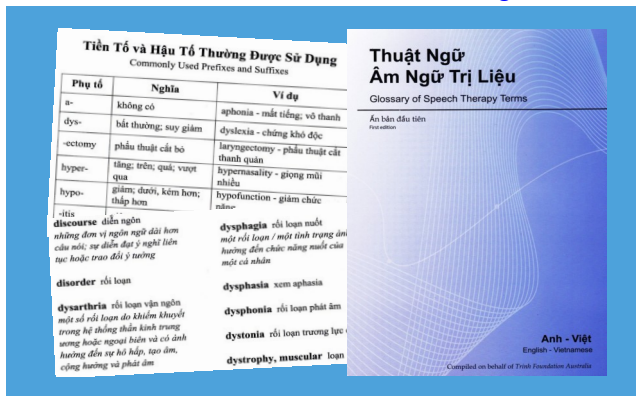 Tiền Tố và Hậu Tố Thường Được Sử Dụng
Commonly Used Prefixes and Suffixes
Phụ tố Nghĩa Ví dụ
a- không có aphonia - mất tiếng; vô thanh
dys- bất thường; suy giảm dyslexia - chứng khó đọc
-ectomy phẫu thuật cắt bỏ laryngectomy - phẫu thuật cắt
thanh quản
hyper- tăng; trên; quá; vượt
qua
hypernasality - giọng mũi
nhiều
hypo- giảm; dưới, kém hơn;
thấp hơn
hypofunction - giảm chức
năng
-itis
discourse diễn ngôn
những đơn vị ngôn ngữ dài hơn
câu nói; sự diễn đạt ý nghĩ liên
tục hoặc trao đổi ý tưởng
disorder rối loạn
dysarthria rối loạn vận ngôn
một số rối loạn do khiếm khuyết
trong hệ thống thần kinh trung
ương hoặc ngoại biên và có ảnh
hưởng đến sự hô hấp, tạo âm,
cộng hưởng và phát âm
dysphagia rối loạn nuốt
một rối loạn / một tình trạng ảnh
hưởng đến chức năng nuốt của
một cá nhân
dysphasia xem aphasia
dysphonia rối loạn phát âm
dystonia rối loạn trương lực
dystrophy, muscular loạn
Thuật Ngữ
Âm Ngữ Trị Liệu
Glossary of Speech Therapy Terms
Ấn bản đầu tiên
First edition
Anh - Việt
English - Vietnamese
Compiled on behalf of Trinh Foundation Australia